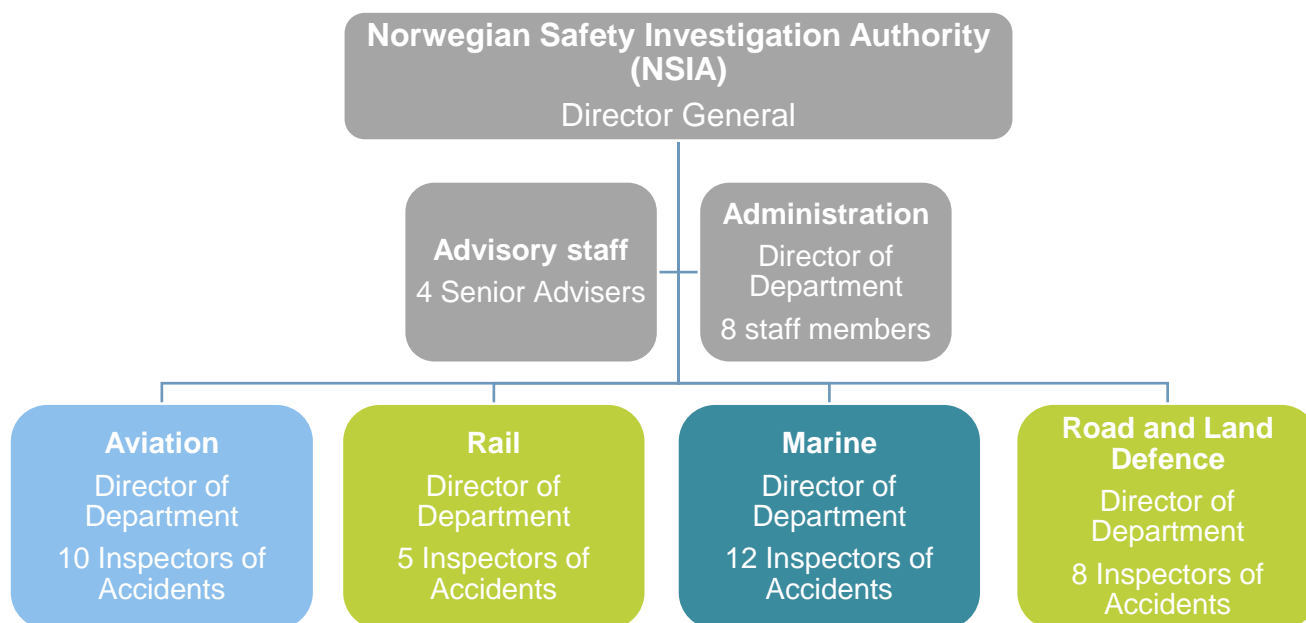 Norwegian Safety Investigation Authority
(NSIA)
Director General
Advisory staff
4 Senior Advisers
Administration
Director of
Department
8 staff members
Aviation
Director of
Department
10 Inspectors of
Accidents
Rail
Director of
Department
5 Inspectors of
Accidents
Marine
Director of
Department
12 Inspectors of
Accidents
Road and Land
Defence
Director of
Department
8 Inspectors of
Accidents